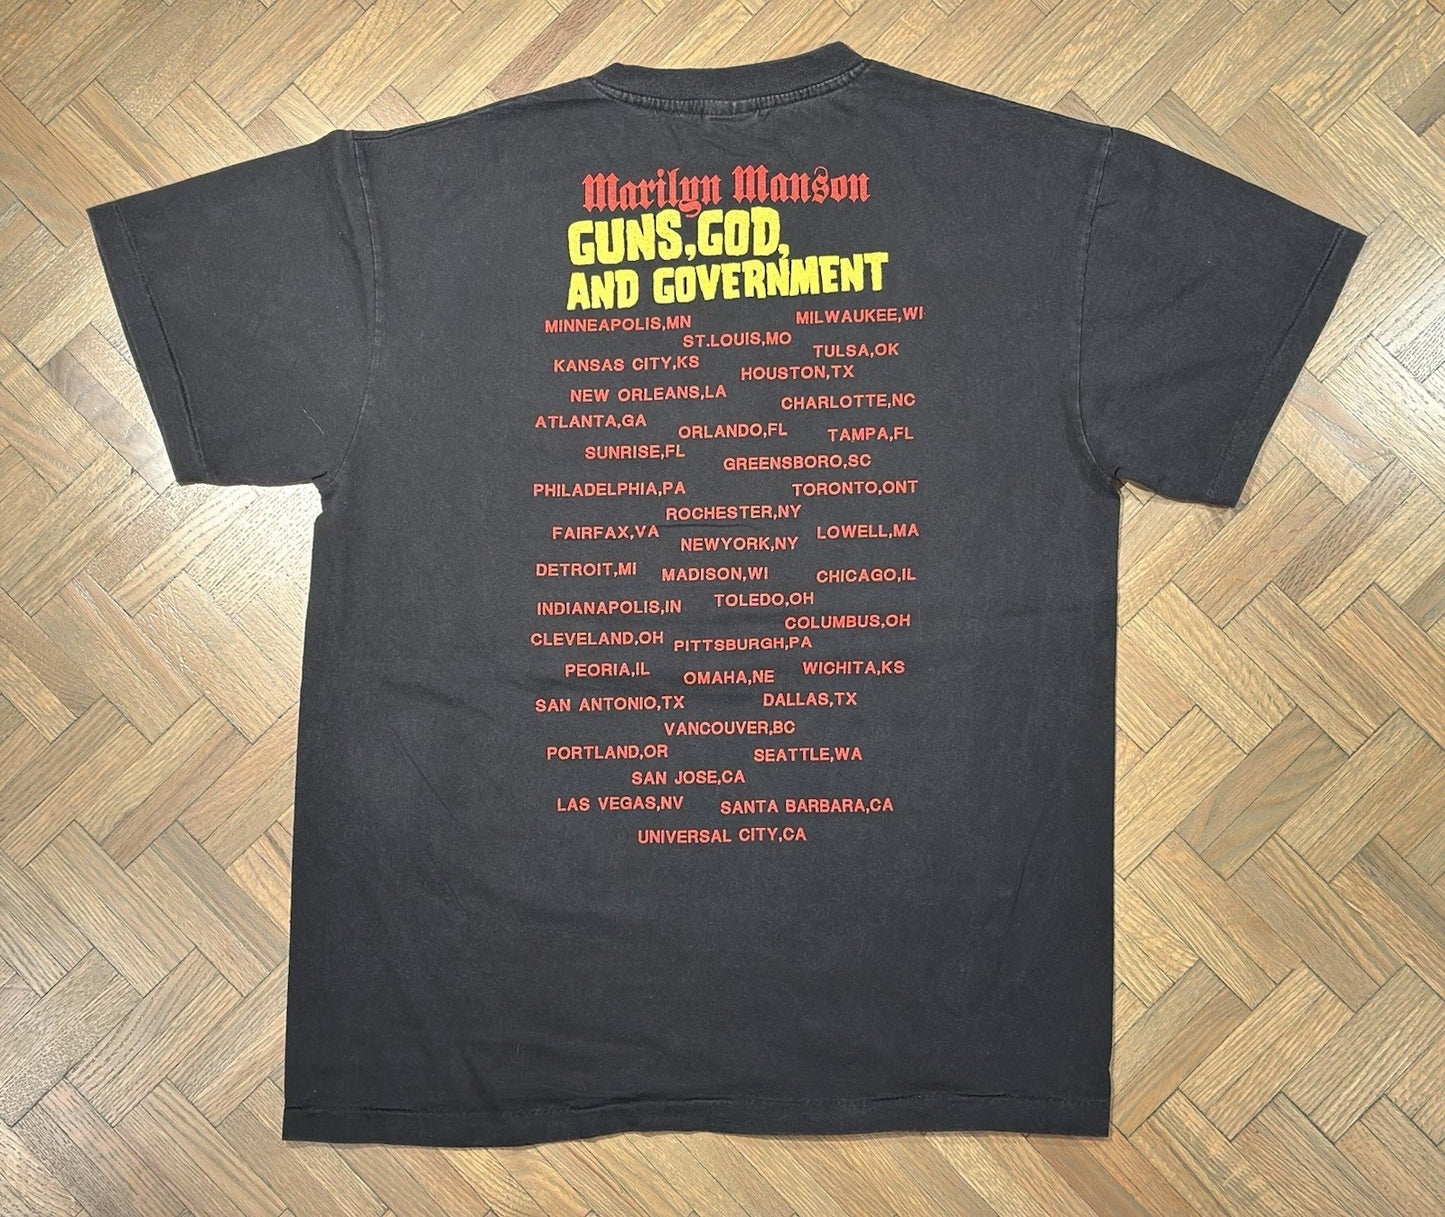 Marilyn Manson
GUNS,GOD,
AND GOVERNMENT
MINNEAPOLIS,MN MILWAUKEE,WI
ST.LOUIS,MO
KANSAS CITY,KS TULSA,OK
HOUSTON,TX
NEW ORLEANS,LA CHARLOTTE,NC
ATLANTA,GA ORLANDO,FL TAMPA,FL
SUNRISE,FL GREENSBORO,SC
PHILADELPHIA,PA TORONTO,ONT
ROCHESTER,NY
FAIRFAX,VA NEWYORK,NY LOWELL,MA
DETROIT,MI MADISON,WI CHICAGO,IL
INDIANAPOLIS,IN TOLEDO,OH
COLUMBUS,OH
CLEVELAND,OH PITTSBURGH,PA
PEORIA,IL OMAHA,NE WICHITA,KS
SAN ANTONIO,TX DALLAS,TX
VANCOUVER,BC
PORTLAND,OR SEATTLE,WA
SAN JOSE,CA
LAS VEGAS,NV SANTA BARBARA,CA
UNIVERSAL CITY,CA